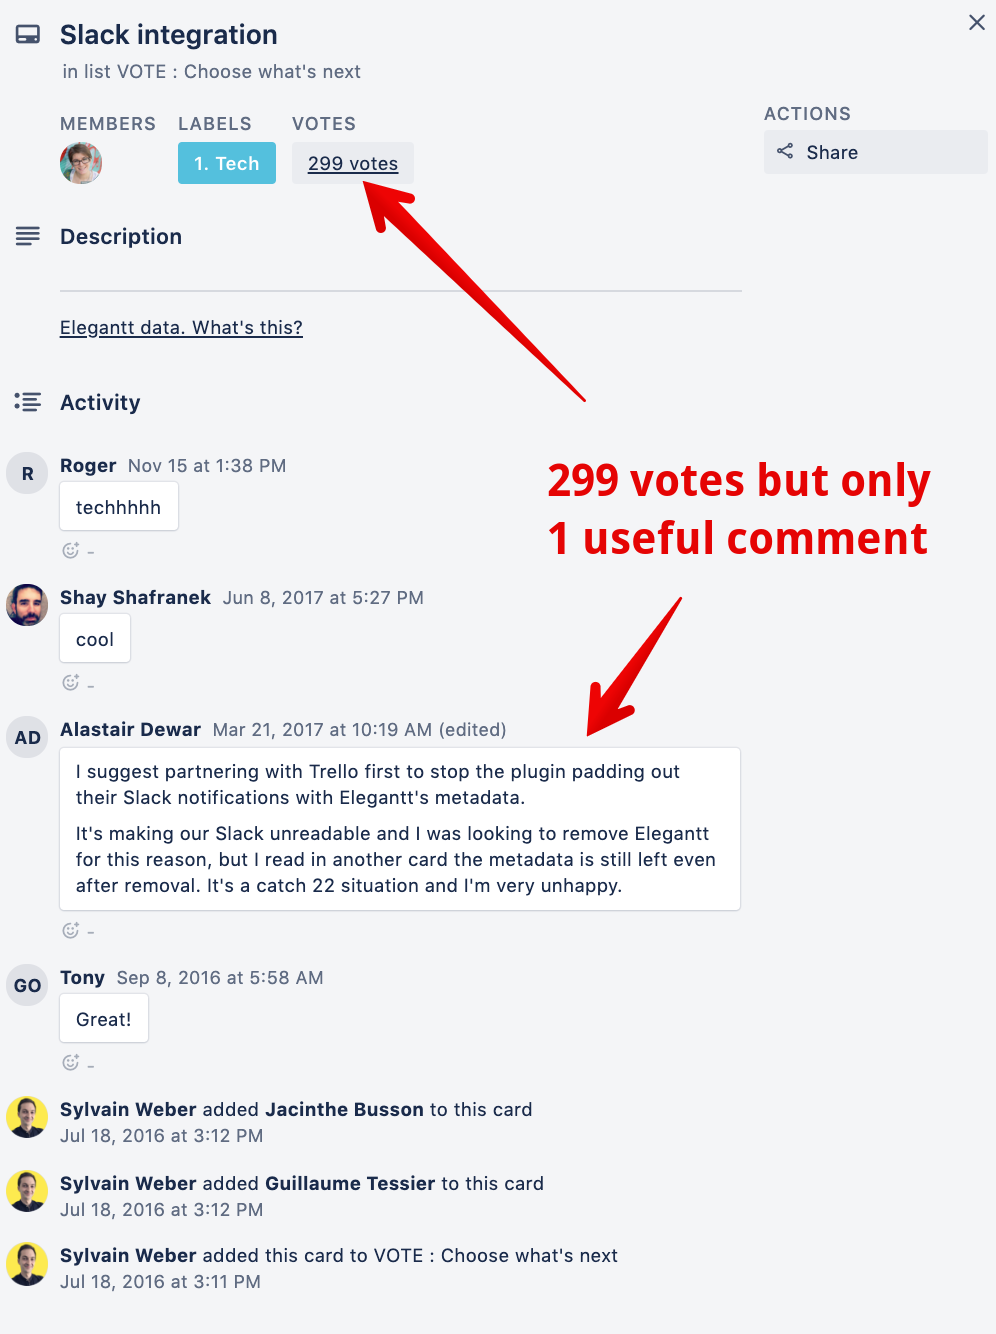 Slack integration
in list VOTE : Choose what's next
MEMBERS LABELS VOTES
1. Tech 299 votes
ACTIONS
Share
Description
Elegantt data. What's this?
Activity
299 votes but only
1 useful comment
R Roger Nov 15 at 1:38 PM
techhhhh
-
Shay Shafranek Jun 8, 2017 at 5:27 PM
cool
-
AD Alastair Dewar Mar 21, 2017 at 10:19 AM (edited)
I suggest partnering with Trello first to stop the plugin padding out
their Slack notifications with Elegantt's metadata.
It's making our Slack unreadable and I was looking to remove Elegantt
for this reason, but I read in another card the metadata is still left even
after removal. It's a catch 22 situation and I'm very unhappy.
-
GO Tony Sep 8, 2016 at 5:58 AM
Great!
-
Sylvain Weber added Jacinthe Busson to this card
Jul 18, 2016 at 3:12 PM
Sylvain Weber added Guillaume Tessier to this card
Jul 18, 2016 at 3:12 PM
Sylvain Weber added this card to VOTE : Choose what's next
Jul 18, 2016 at 3:11 PM